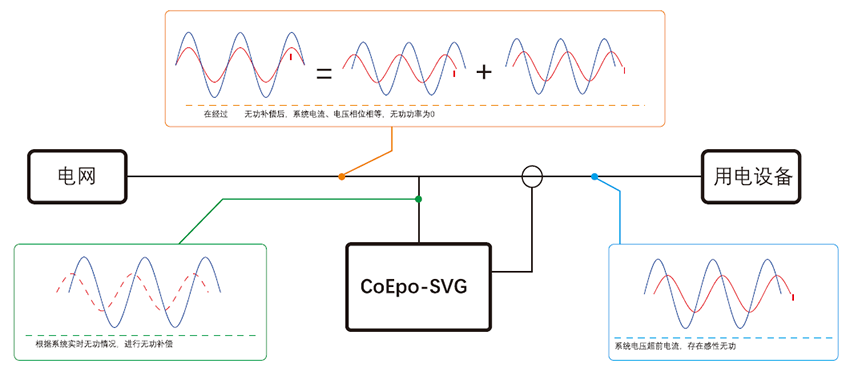 I
=
I
+
I
在经过 无功补偿后，系统电流、电压相位相等，无功功率为0
电网
用电设备
CoEpo-SVG
I
根据系统实时无功情况，进行无功补偿
系统电压超前电流，存在感性无功